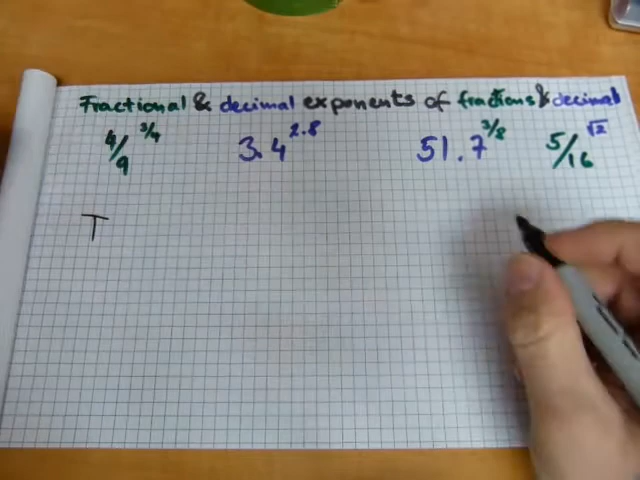 Fractional & decimal exponents of fractions & decimals
4/9 3/4 3.4 2.8 51.7 3/8 5/16 √2
T